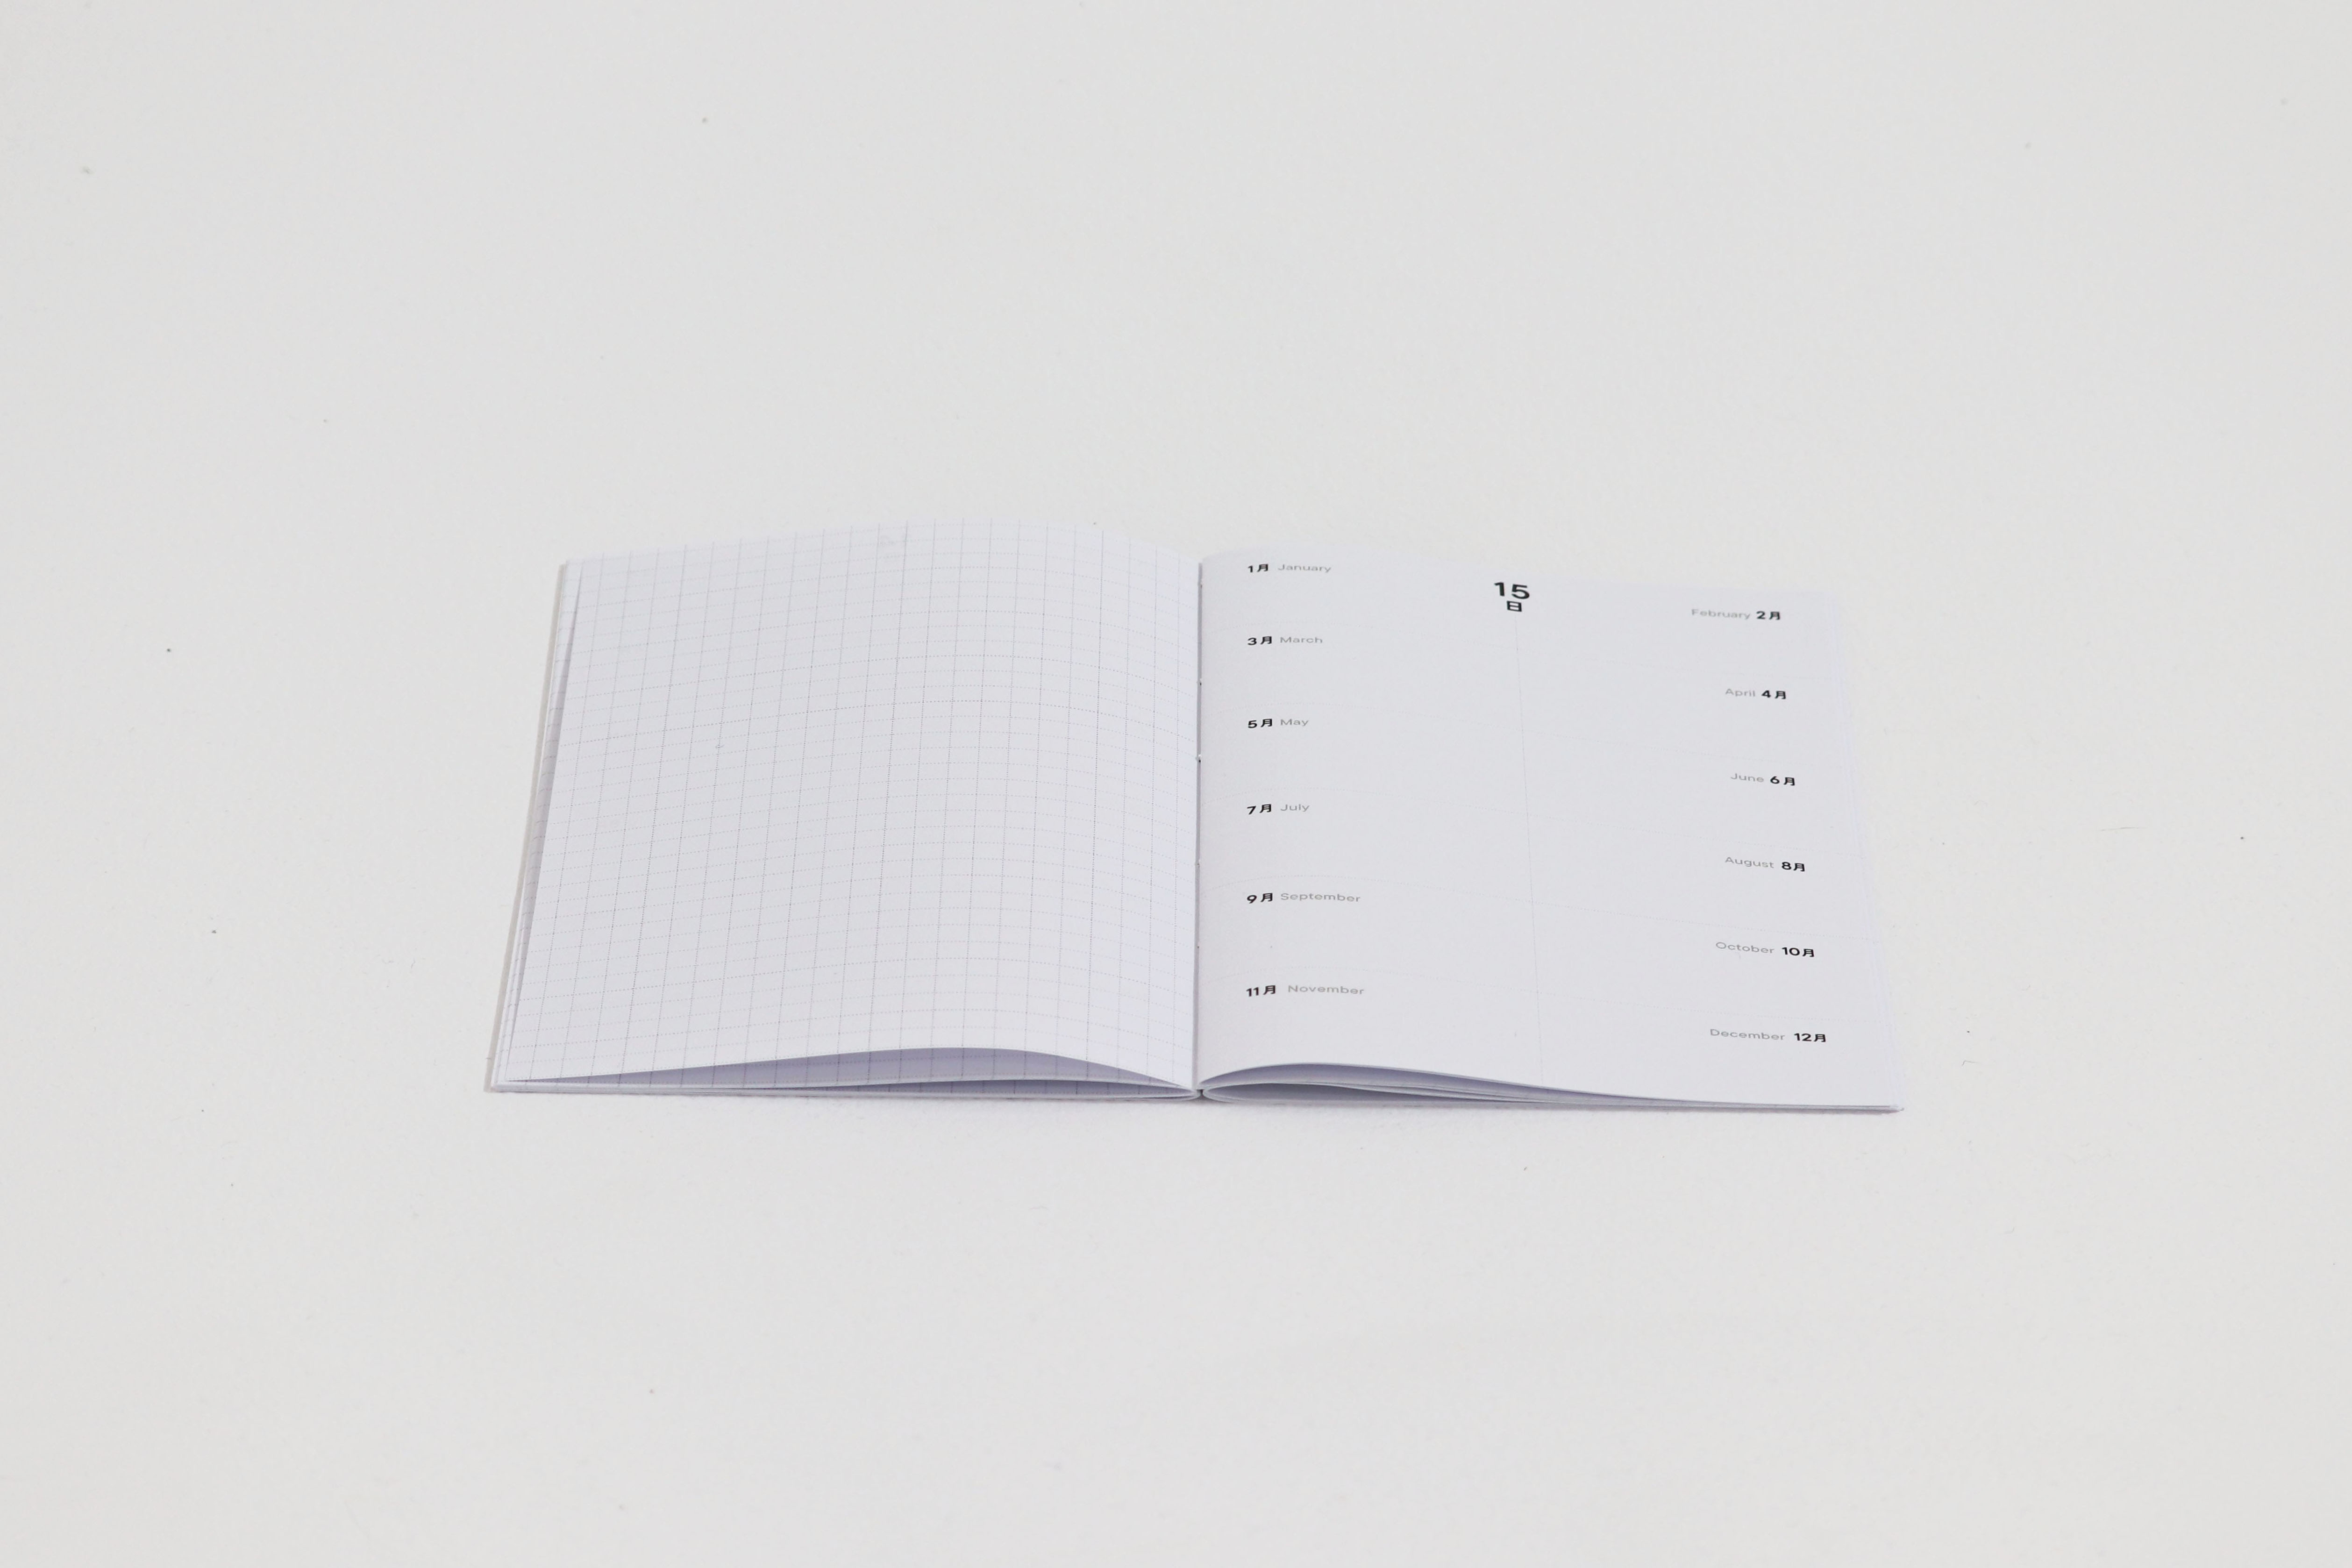 1月 January
15
日
February 2月
3月 March
April 4月
5月 May
June 6月
7月 July
August 8月
9月 September
October 10月
11月 November
December 12月